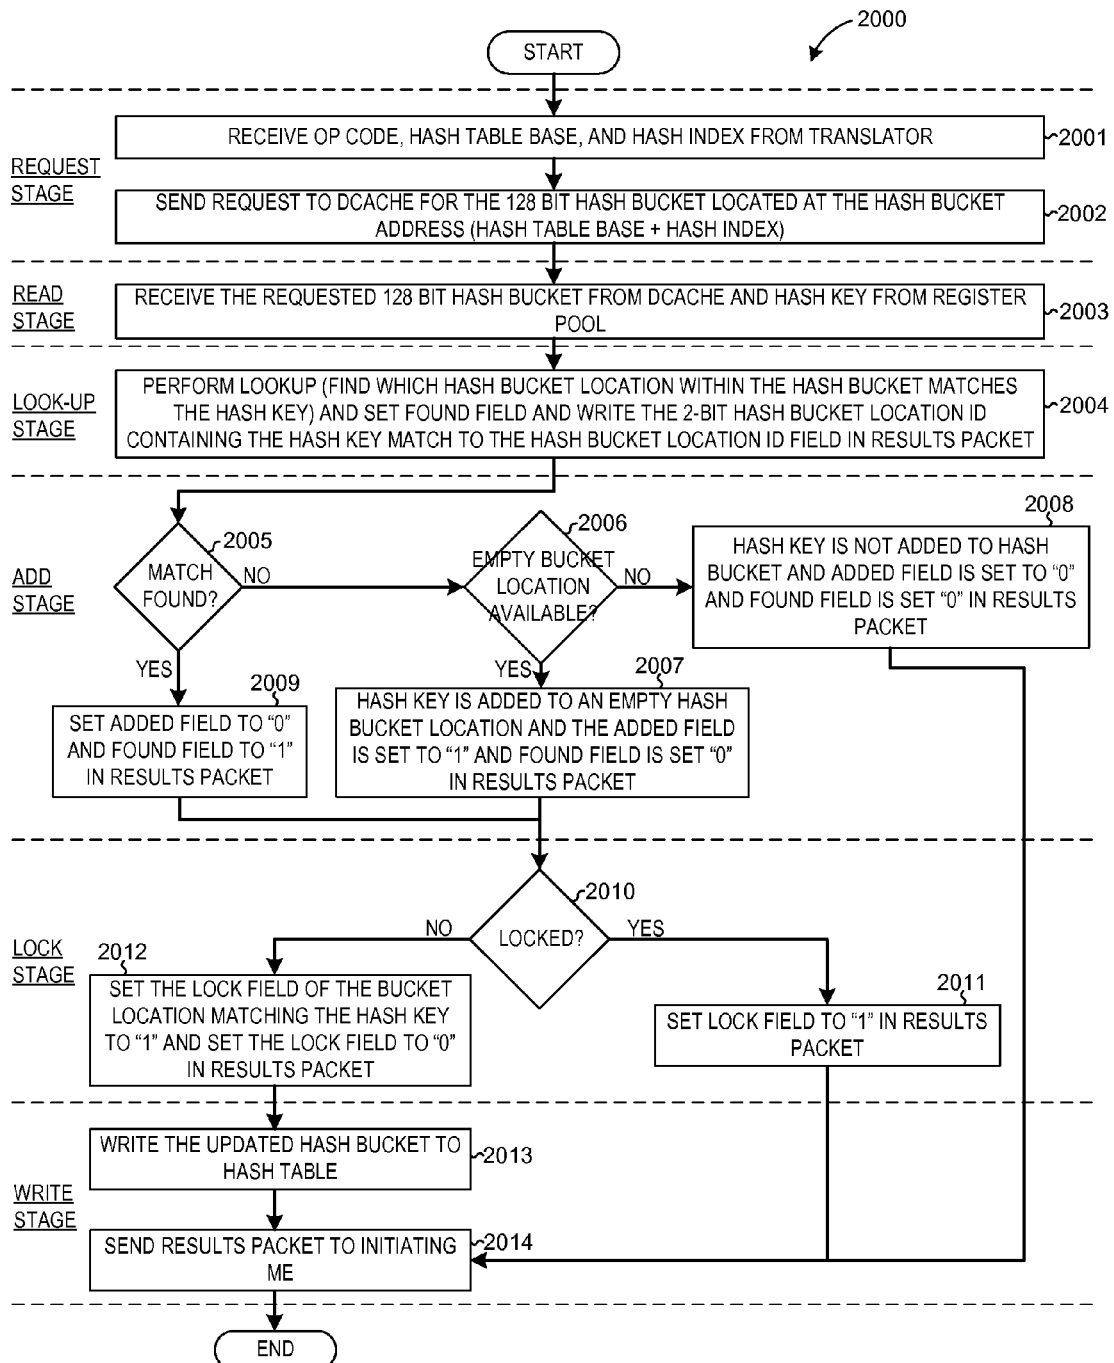 2000
START
REQUEST
STAGE
RECEIVE OP CODE, HASH TABLE BASE, AND HASH INDEX FROM TRANSLATOR
2001
SEND REQUEST TO DCACHE FOR THE 128 BIT HASH BUCKET LOCATED AT THE HASH BUCKET
ADDRESS (HASH TABLE BASE + HASH INDEX)
2002
READ
STAGE
RECEIVE THE REQUESTED 128 BIT HASH BUCKET FROM DCACHE AND HASH KEY FROM REGISTER
POOL
2003
LOOK-UP
STAGE
PERFORM LOOKUP (FIND WHICH HASH BUCKET LOCATION WITHIN THE HASH BUCKET MATCHES
THE HASH KEY) AND SET FOUND FIELD AND WRITE THE 2-BIT HASH BUCKET LOCATION ID
CONTAINING THE HASH KEY MATCH TO THE HASH BUCKET LOCATION ID FIELD IN RESULTS PACKET
2004
ADD
STAGE
2005
MATCH
FOUND?
NO
YES
2006
EMPTY BUCKET
LOCATION
AVAILABLE?
NO
YES
2008
HASH KEY IS NOT ADDED TO HASH
BUCKET AND ADDED FIELD IS SET TO “0”
AND FOUND FIELD IS SET “0” IN RESULTS
PACKET
2009
SET ADDED FIELD TO “0”
AND FOUND FIELD TO “1”
IN RESULTS PACKET
2007
HASH KEY IS ADDED TO AN EMPTY HASH
BUCKET LOCATION AND THE ADDED FIELD
IS SET TO “1” AND FOUND FIELD IS SET “0”
IN RESULTS PACKET
LOCK
STAGE
2010
LOCKED?
NO
YES
2012
SET THE LOCK FIELD OF THE BUCKET
LOCATION MATCHING THE HASH KEY
TO “1” AND SET THE LOCK FIELD TO “0”
IN RESULTS PACKET
2011
SET LOCK FIELD TO “1” IN RESULTS
PACKET
WRITE
STAGE
WRITE THE UPDATED HASH BUCKET TO
HASH TABLE
2013
SEND RESULTS PACKET TO INITIATING
ME
2014
END